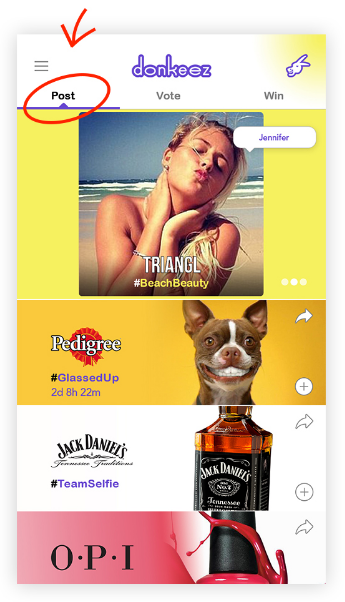 donkeez
Post Vote Win
Jennifer
TRIANGL
#BeachBeauty
Pedigree
#GlassedUp
2d 8h 22m
JACK DANIEL'S
Tennessee Traditions
#TeamSelfie
JACK DANIEL'S
Tennessee
O·P·I